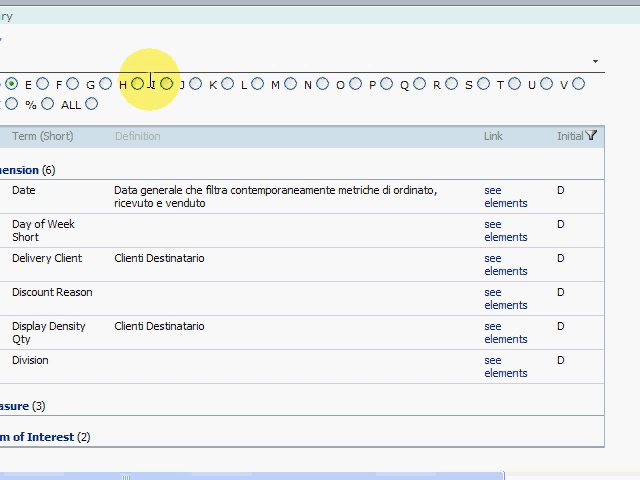 ry
E F G H I J K L M N O P Q R S T U V
% ALL
Term (Short) Definition Link Initial
ension (6)
Date Data generale che filtra contemporaneamente metriche di ordinato, ricevuto e venduto see elements D
Day of Week Short see elements D
Delivery Client Clienti Destinatario see elements D
Discount Reason see elements D
Display Density Qty Clienti Destinatario see elements D
Division see elements D
asure (3)
m of Interest (2)